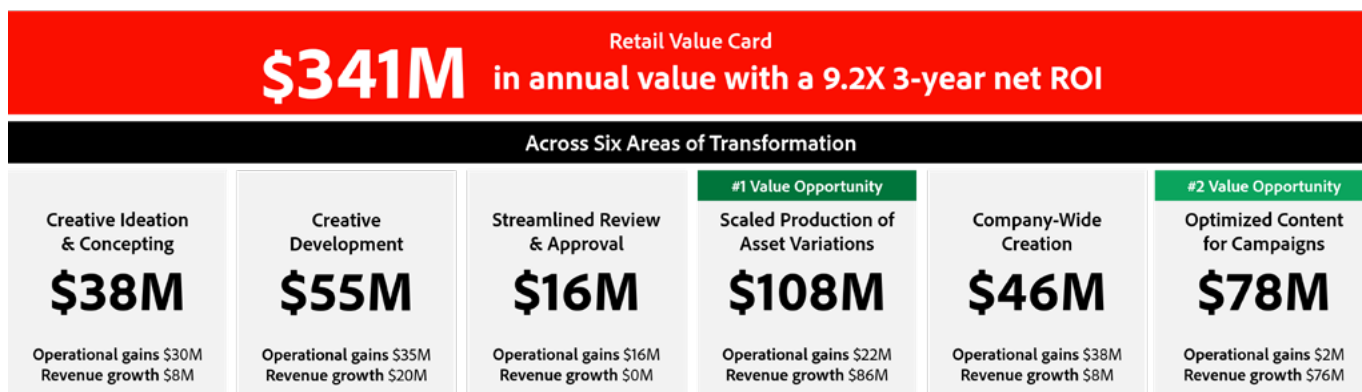 Retail Value Card
$341M in annual value with a 9.2X 3-year net ROI
Across Six Areas of Transformation
Creative Ideation
& Concepting
$38M
Operational gains $30M
Revenue growth $8M
Creative
Development
$55M
Operational gains $35M
Revenue growth $20M
Streamlined Review
& Approval
$16M
Operational gains $16M
Revenue growth $0M
#1 Value Opportunity
Scaled Production of
Asset Variations
$108M
Operational gains $22M
Revenue growth $86M
Company-Wide
Creation
$46M
Operational gains $38M
Revenue growth $8M
#2 Value Opportunity
Optimized Content
for Campaigns
$78M
Operational gains $2M
Revenue growth $76M